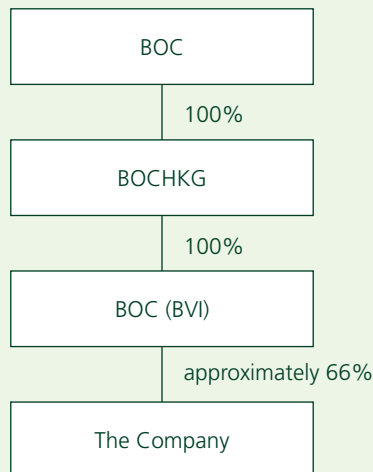 BOC
100%
BOCHKG
100%
BOC (BVI)
approximately 66%
The Company